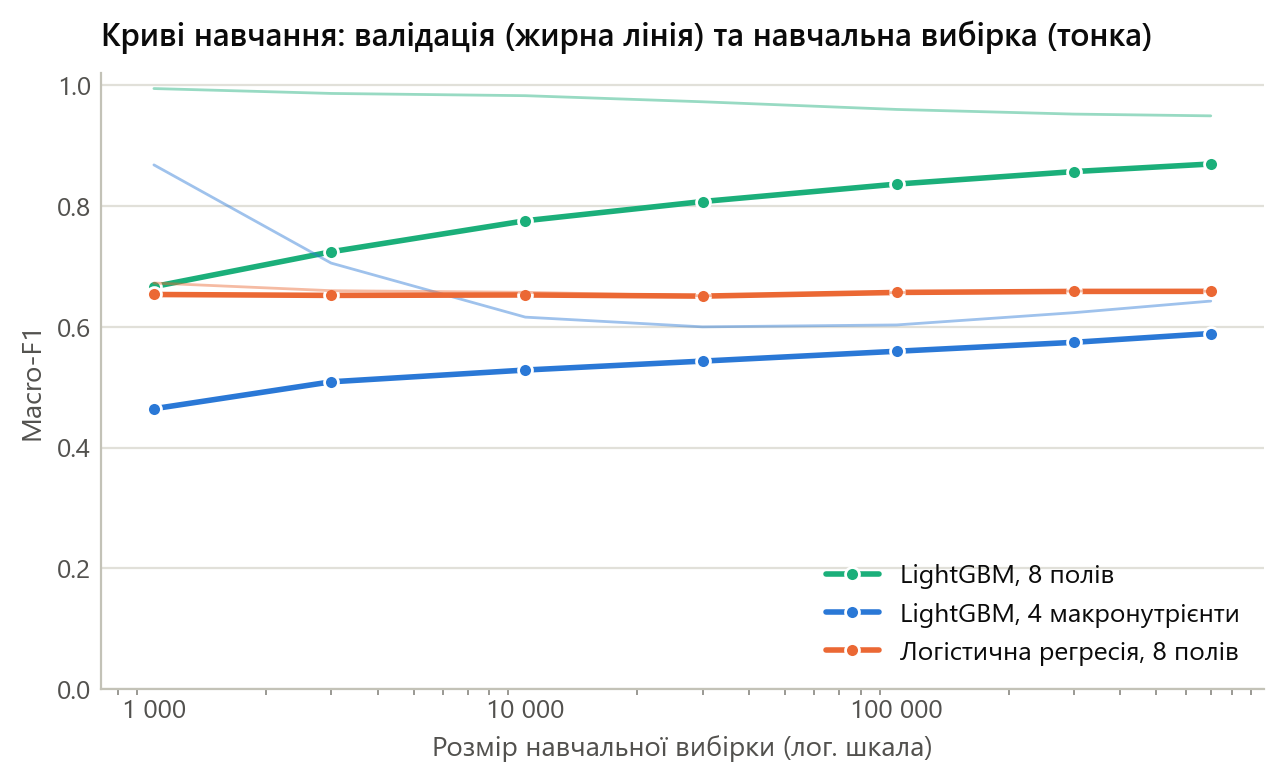 Криві навчання: валідація (жирна лінія) та навчальна вибірка (тонка)
1.0
0.8
0.6
0.4
0.2
0.0
Macro-F1
1 000
10 000
100 000
Розмір навчальної вибірки (лог. шкала)
LightGBM, 8 полів
LightGBM, 4 макронутрієнти
Логістична регресія, 8 полів